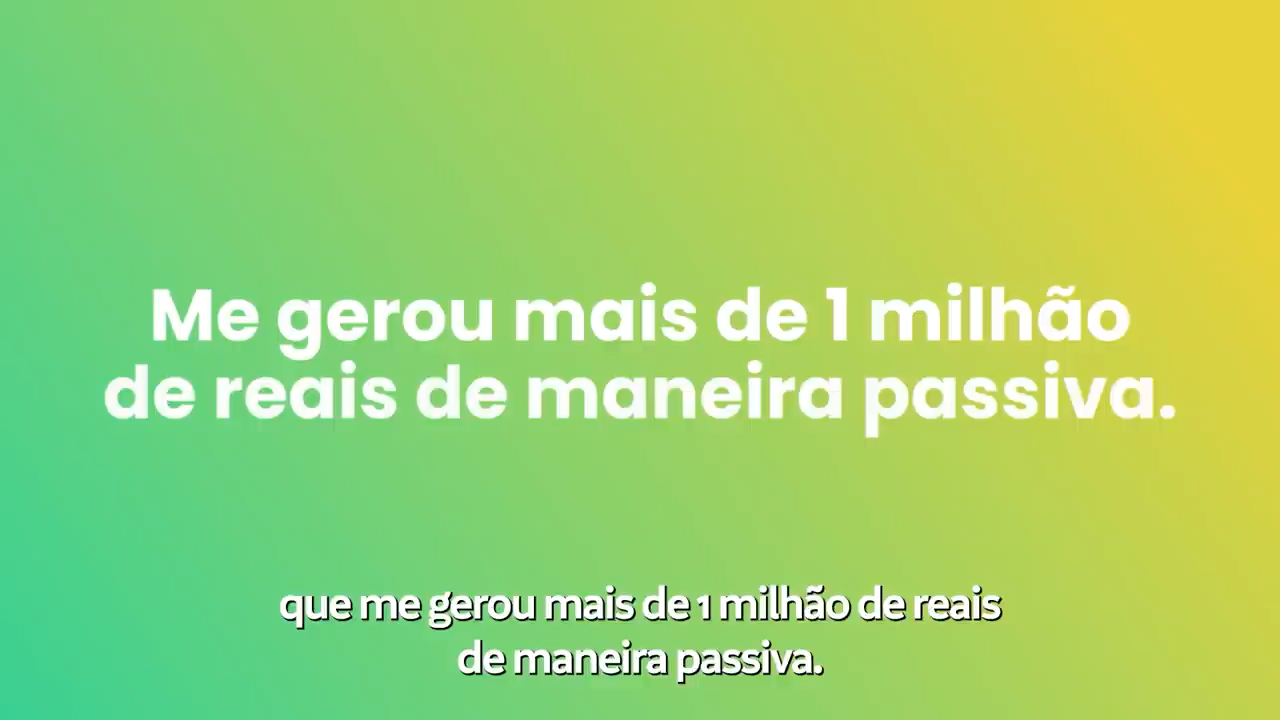 Me gerou mais de 1 milhão
de reais de maneira passiva.
que me gerou mais de 1 milhão de reais
de maneira passiva.